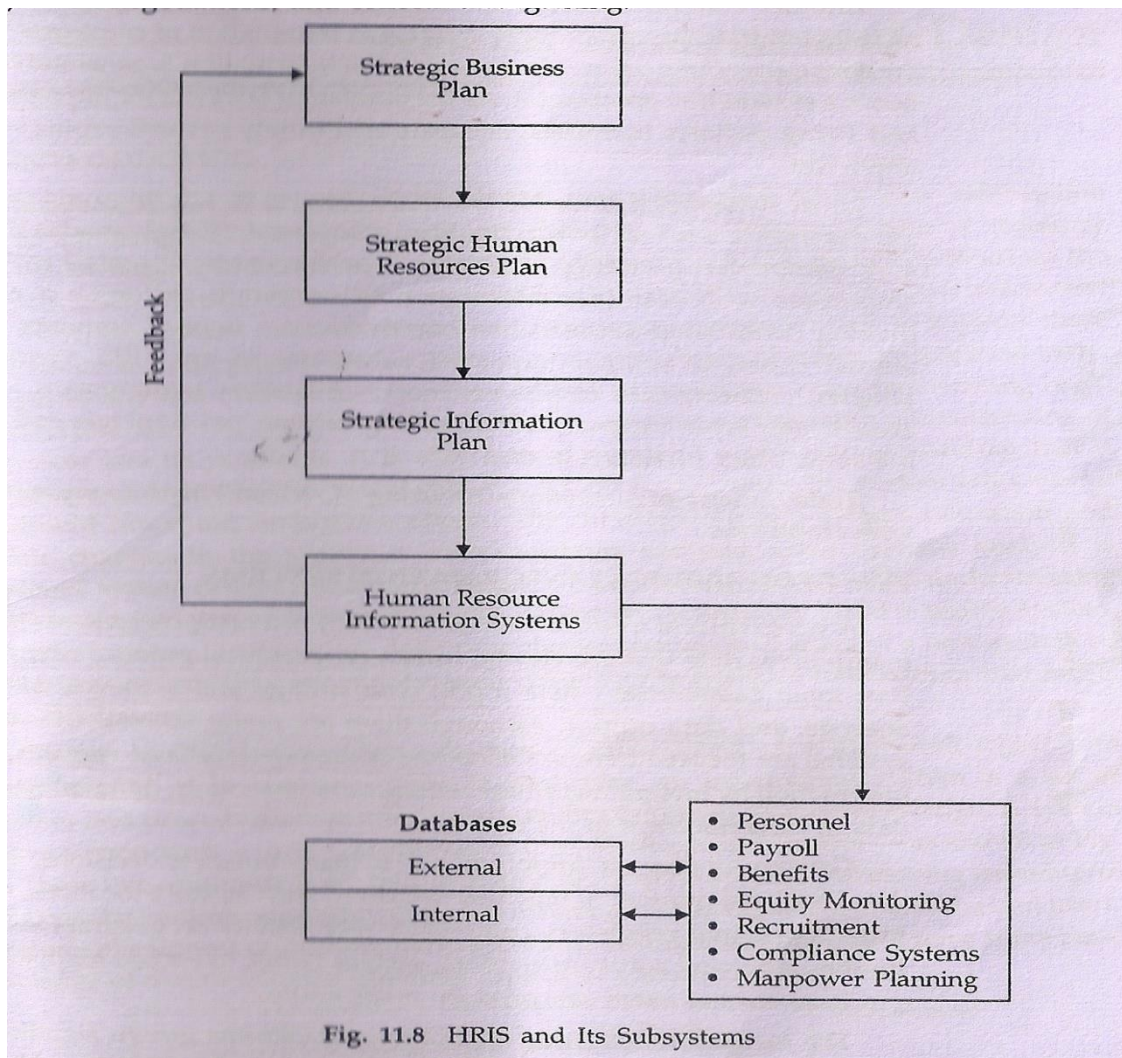 Strategic Business
Plan
Strategic Human
Resources Plan
Feedback
Strategic Information
Plan
Human Resource
Information Systems
Databases
External
Internal
• Personnel
• Payroll
• Benefits
• Equity Monitoring
• Recruitment
• Compliance Systems
• Manpower Planning
Fig. 11.8 HRIS and Its Subsystems